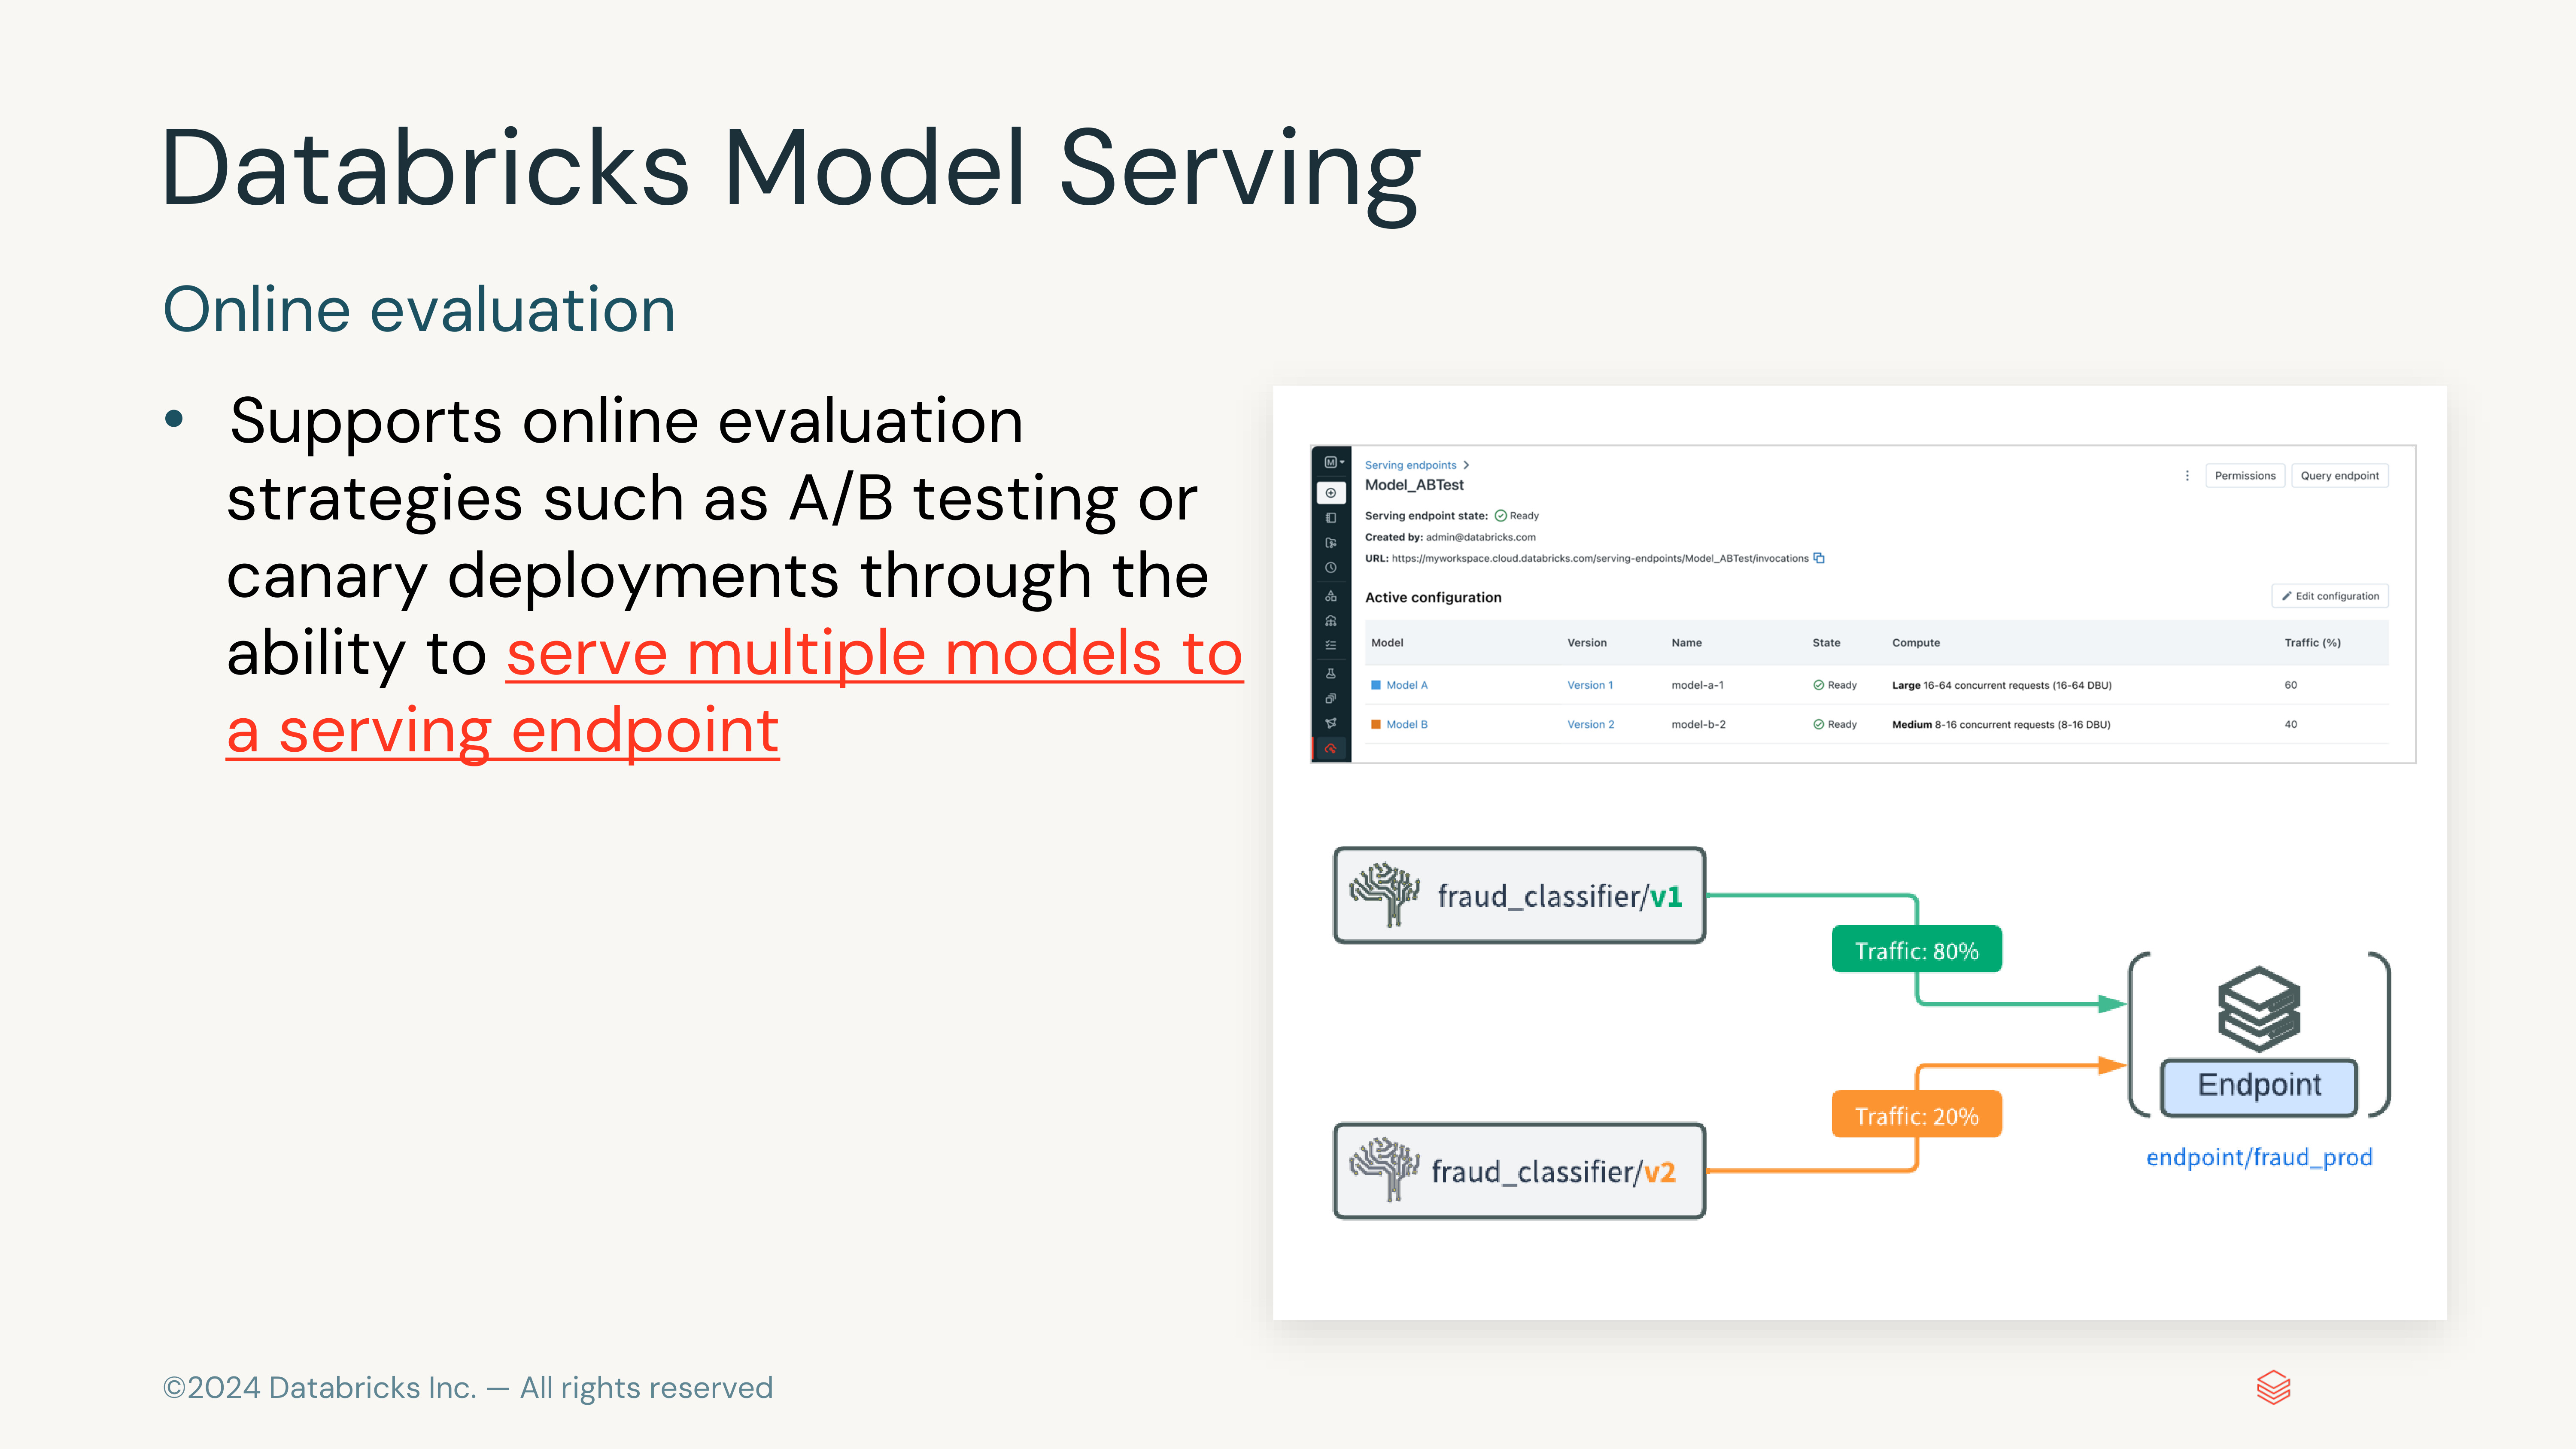 Databricks Model Serving
Online evaluation
• Supports online evaluation
strategies such as A/B testing or
canary deployments through the
ability to serve multiple models to
a serving endpoint
M
Serving endpoints >
Model_ABTest
Permissions
Query endpoint
Serving endpoint state: Ready
Created by: admin@databricks.com
URL: https://myworkspace.cloud.databricks.com/serving-endpoints/Model_ABTest/invocations
Active configuration
Edit configuration
Model Version Name State Compute Traffic (%)
Model A Version 1 model-a-1 Ready Large 16-64 concurrent requests (16-64 DBU) 60
Model B Version 2 model-b-2 Ready Medium 8-16 concurrent requests (8-16 DBU) 40
fraud_classifier/v1
Traffic: 80%
Endpoint
Traffic: 20%
endpoint/fraud_prod
fraud_classifier/v2
©2024 Databricks Inc. — All rights reserved